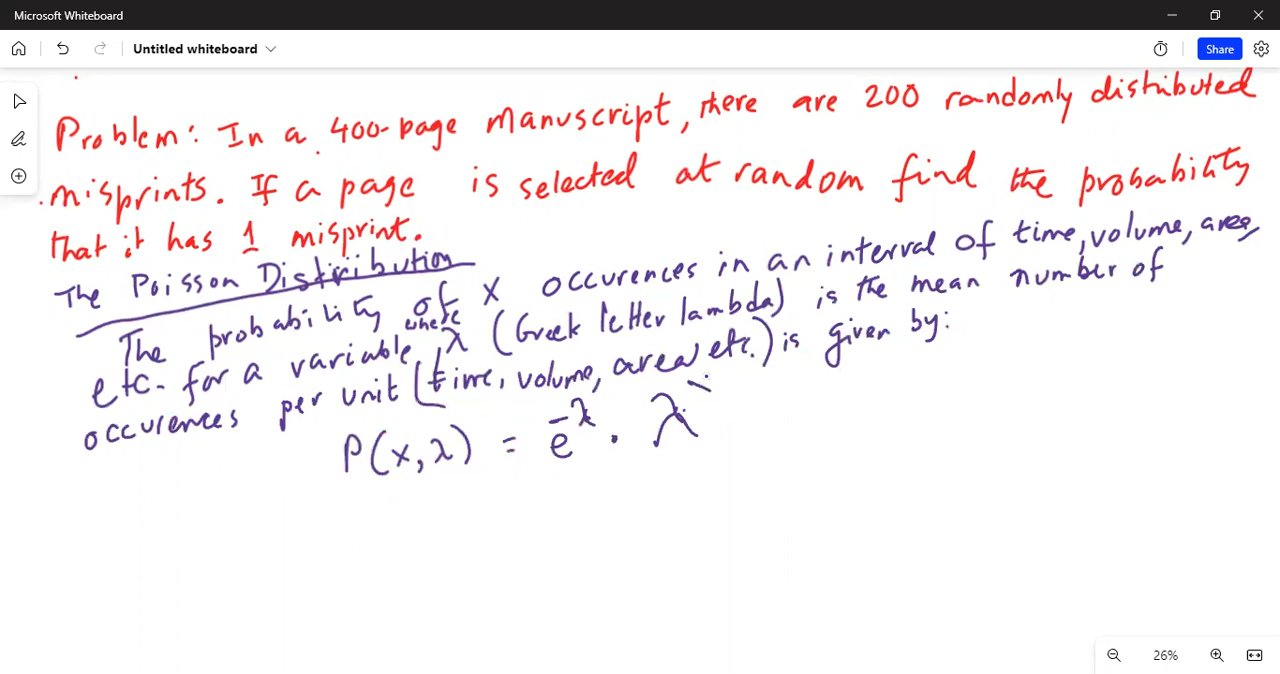 Microsoft Whiteboard
Untitled whiteboard
Share
Problem: In a 400-page manuscript, there are 200 randomly distributed
misprints. If a page is selected at random find the probability
that it has 1 misprint.
The Poisson Distribution
The probability of X occurences in an interval of time, volume, area,
etc. for a variable, where λ (Greek letter lambda) is the mean number of
occurences per unit (time, volume, area, etc.) is given by:
P(x, λ) = e^-λ · λ
26%